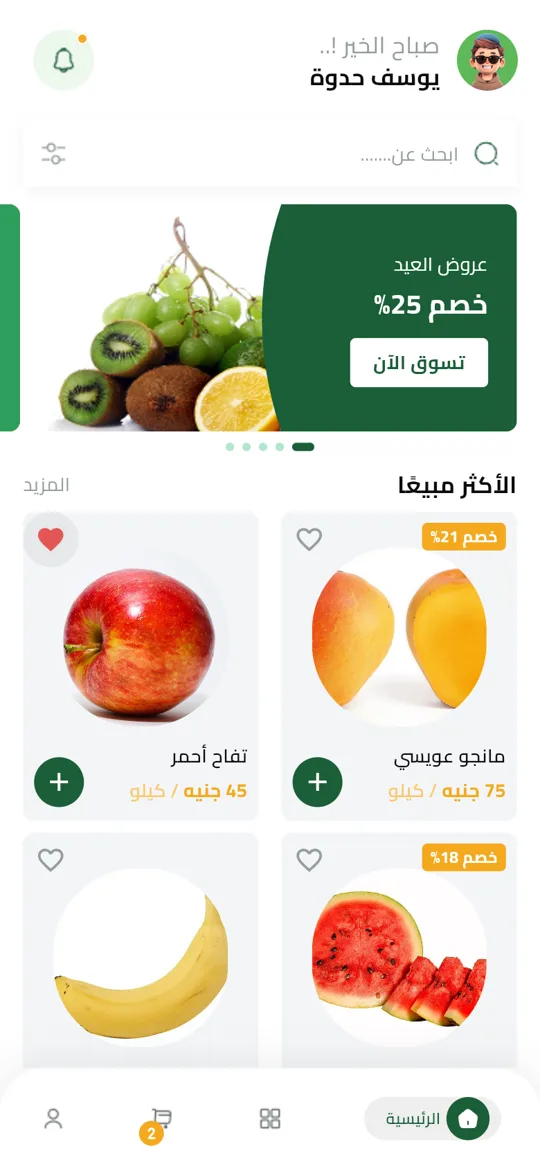 صباح الخير !..
يوسف حدوة
ابحث عن.......
عروض العيد
خصم 25%
تسوق الآن
الأكثر مبيعًا
المزيد
خصم 21%
مانجو عويسي
75 جنيه / كيلو
تفاح أحمر
45 جنيه / كيلو
خصم 18%
الرئيسية
2